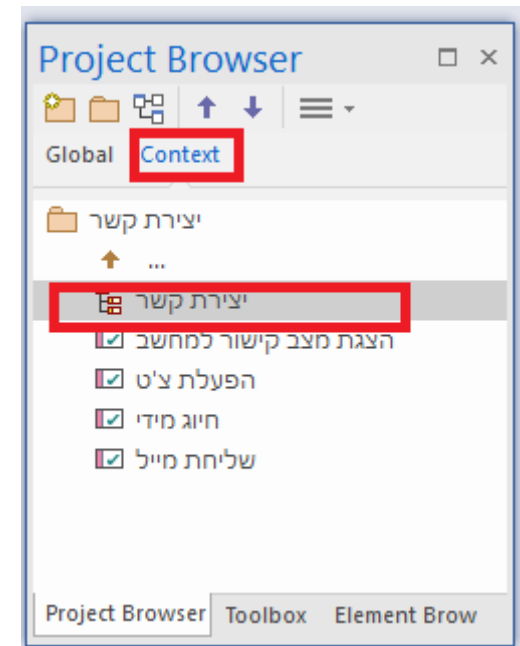 Project Browser
Global Context
יצירת קשר
...
יצירת קשר
הצגת מצב קישור למחשב
הפעלת צ'ט
חיוג מידי
שליחת מייל
Project Browser Toolbox Element Brow